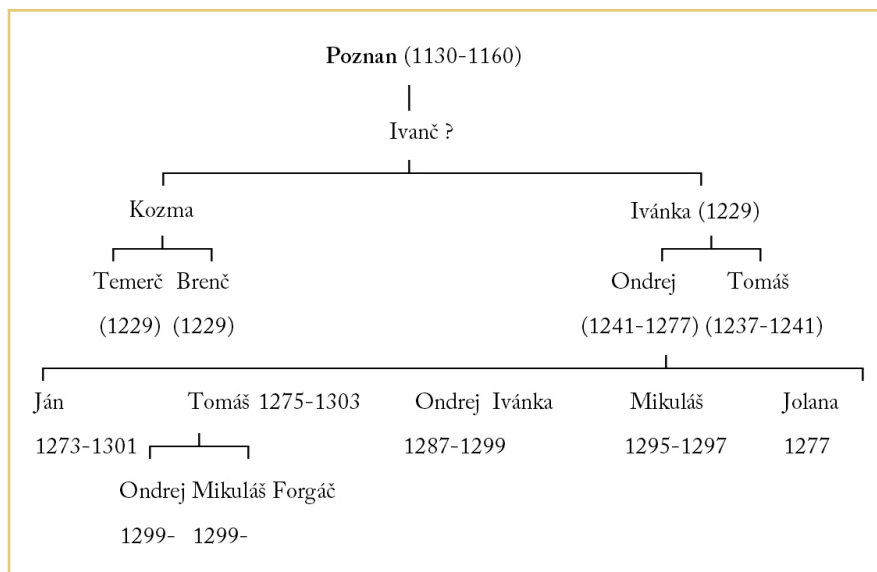 Poznan (1130-1160)
Ivanč ?
Kozma Ivánka (1229)
Temerč Brenč Ondrej Tomáš
(1229) (1229) (1241-1277) (1237-1241)
Ján Tomáš 1275-1303 Ondrej Ivánka Mikuláš Jolana
1273-1301 1287-1299 1295-1297 1277
Ondrej Mikuláš Forgáč
1299- 1299-